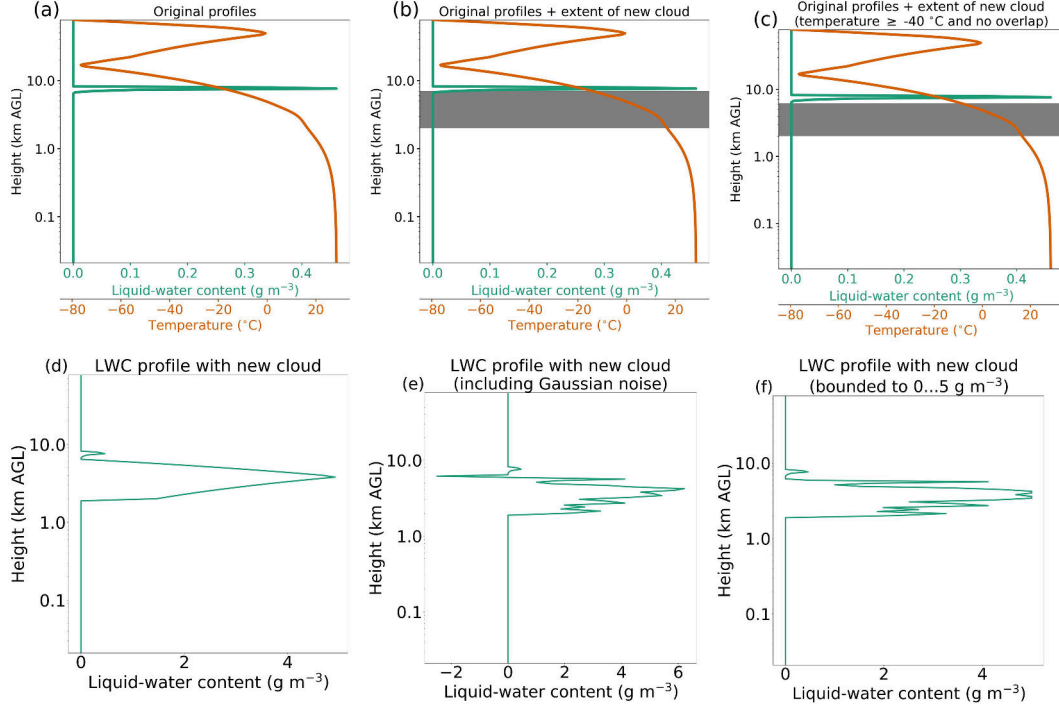 (a)
Original profiles
Height (km AGL)
10.0
1.0
0.1
0.0 0.1 0.2 0.3 0.4
Liquid-water content (g m⁻³)
−80 −60 −40 −20 0 20
Temperature (°C)
(b)
Original profiles + extent of new cloud
Height (km AGL)
10.0
1.0
0.1
0.0 0.1 0.2 0.3 0.4
Liquid-water content (g m⁻³)
−80 −60 −40 −20 0 20
Temperature (°C)
(c)
Original profiles + extent of new cloud
(temperature ≥ -40 °C and no overlap)
Height (km AGL)
10.0
1.0
0.1
0.0 0.1 0.2 0.3 0.4
Liquid-water content (g m⁻³)
−80 −60 −40 −20 0 20
Temperature (°C)
(d)
LWC profile with new cloud
Height (km AGL)
10.0
1.0
0.1
0 2 4
Liquid-water content (g m⁻³)
(e)
LWC profile with new cloud
(including Gaussian noise)
Height (km AGL)
10.0
1.0
0.1
−2 0 2 4 6
Liquid-water content (g m⁻³)
(f)
LWC profile with new cloud
(bounded to 0...5 g m⁻³)
Height (km AGL)
10.0
1.0
0.1
0 2 4
Liquid-water content (g m⁻³)